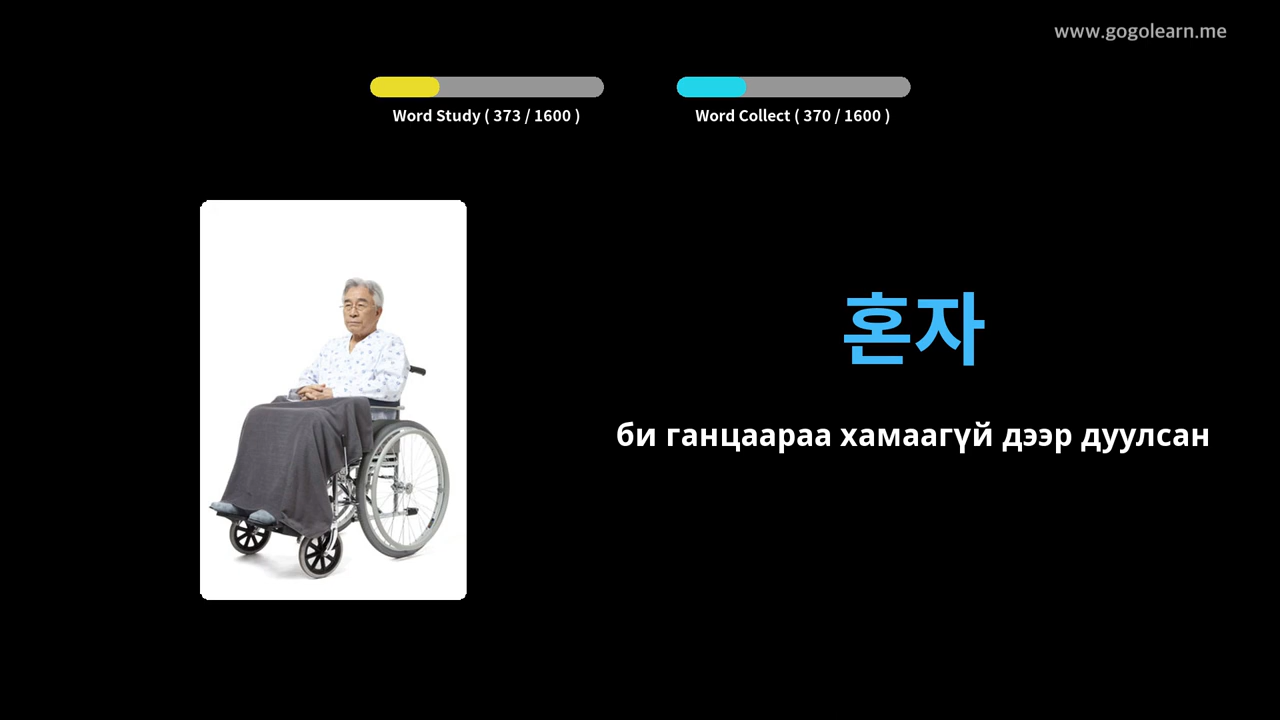 www.gogolearn.me
Word Study ( 373 / 1600 )
Word Collect ( 370 / 1600 )
혼자
би ганцаараа хамаагүй дээр дуулсан